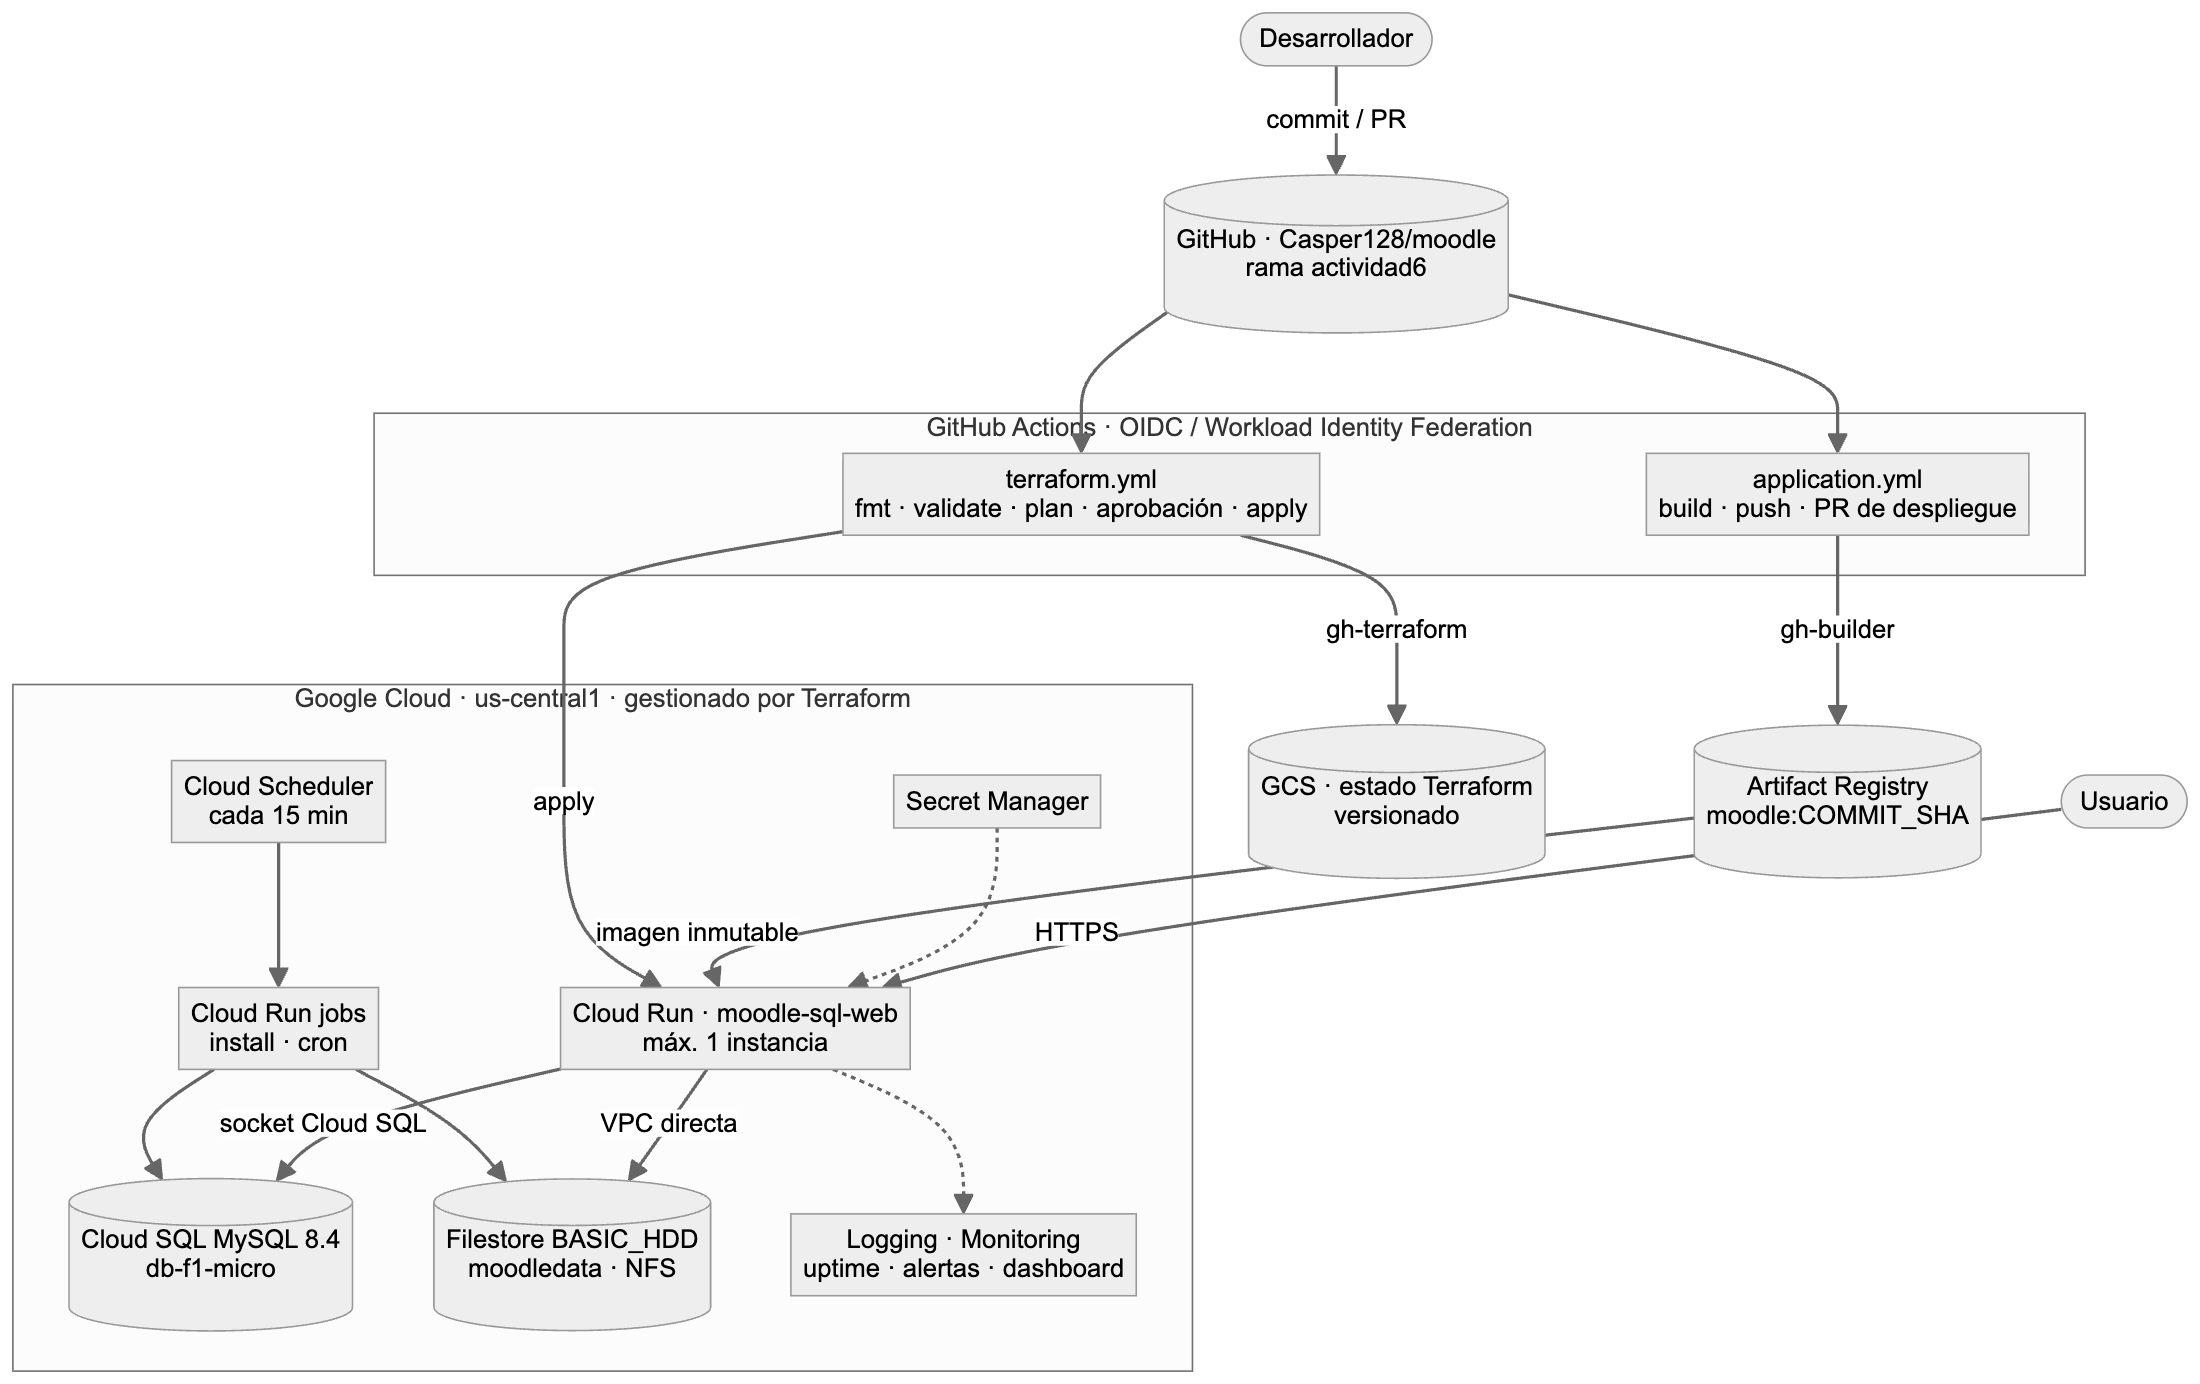 Desarrollador
commit / PR
GitHub · Casper128/moodle
rama actividad6
GitHub Actions · OIDC / Workload Identity Federation
terraform.yml
fmt · validate · plan · aprobación · apply
application.yml
build · push · PR de despliegue
gh-terraform
gh-builder
Google Cloud · us-central1 · gestionado por Terraform
Cloud Scheduler
cada 15 min
apply
Secret Manager
GCS · estado Terraform
versionado
Artifact Registry
moodle:COMMIT_SHA
Usuario
imagen inmutable
HTTPS
Cloud Run jobs
install · cron
Cloud Run · moodle-sql-web
máx. 1 instancia
socket Cloud SQL
VPC directa
Cloud SQL MySQL 8.4
db-f1-micro
Filestore BASIC_HDD
moodledata · NFS
Logging · Monitoring
uptime · alertas · dashboard